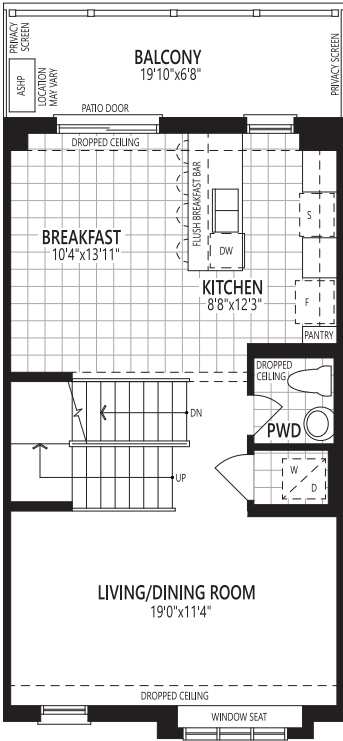 PRIVACY
SCREEN
BALCONY
19'10"x6'8"
PRIVACY SCREEN
ASHP
LOCATION
MAY VARY
PATIO DOOR
DROPPED CEILING
FLUSH BREAKFAST BAR
BREAKFAST
10'4"x13'11"
S
DW
KITCHEN
8'8"x12'3"
F
PANTRY
DROPPED
CEILING
PWD
DN
UP
W
D
LIVING/DINING ROOM
19'0"x11'4"
DROPPED CEILING
WINDOW SEAT